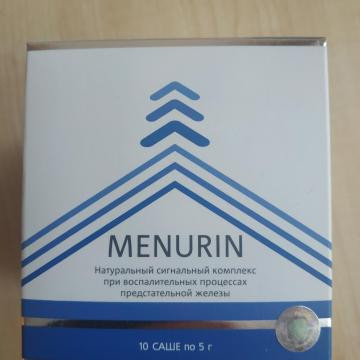 MENURIN
Натуральный сигнальный комплекс
при воспалительных процессах
предстательной железы
10 САШЕ по 5 г